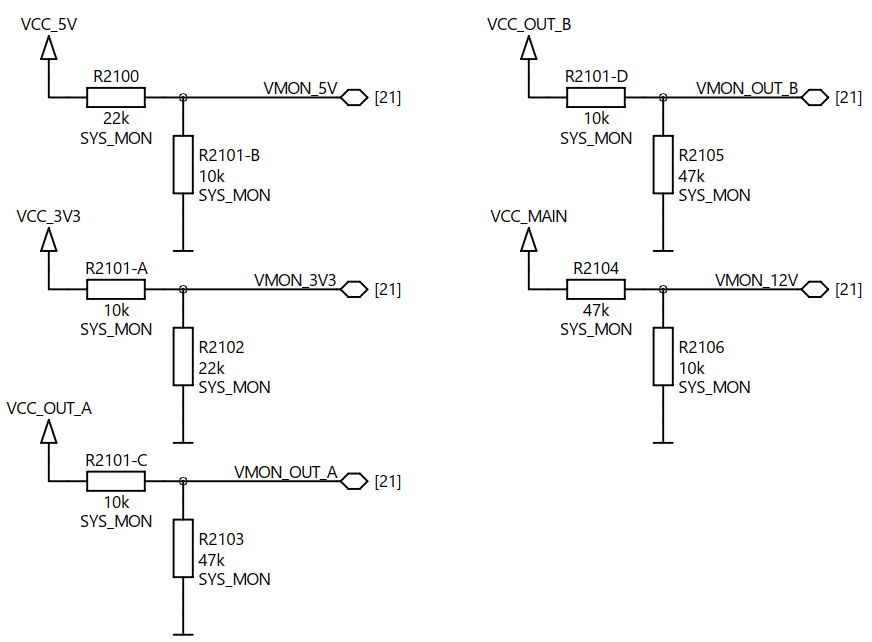 VCC_5V
R2100
22k
SYS_MON
VMON_5V
[21]
R2101-B
10k
SYS_MON
VCC_3V3
R2101-A
10k
SYS_MON
VMON_3V3
[21]
R2102
22k
SYS_MON
VCC_OUT_A
R2101-C
10k
SYS_MON
VMON_OUT_A
[21]
R2103
47k
SYS_MON
VCC_OUT_B
R2101-D
10k
SYS_MON
VMON_OUT_B
[21]
R2105
47k
SYS_MON
VCC_MAIN
R2104
47k
SYS_MON
VMON_12V
[21]
R2106
10k
SYS_MON